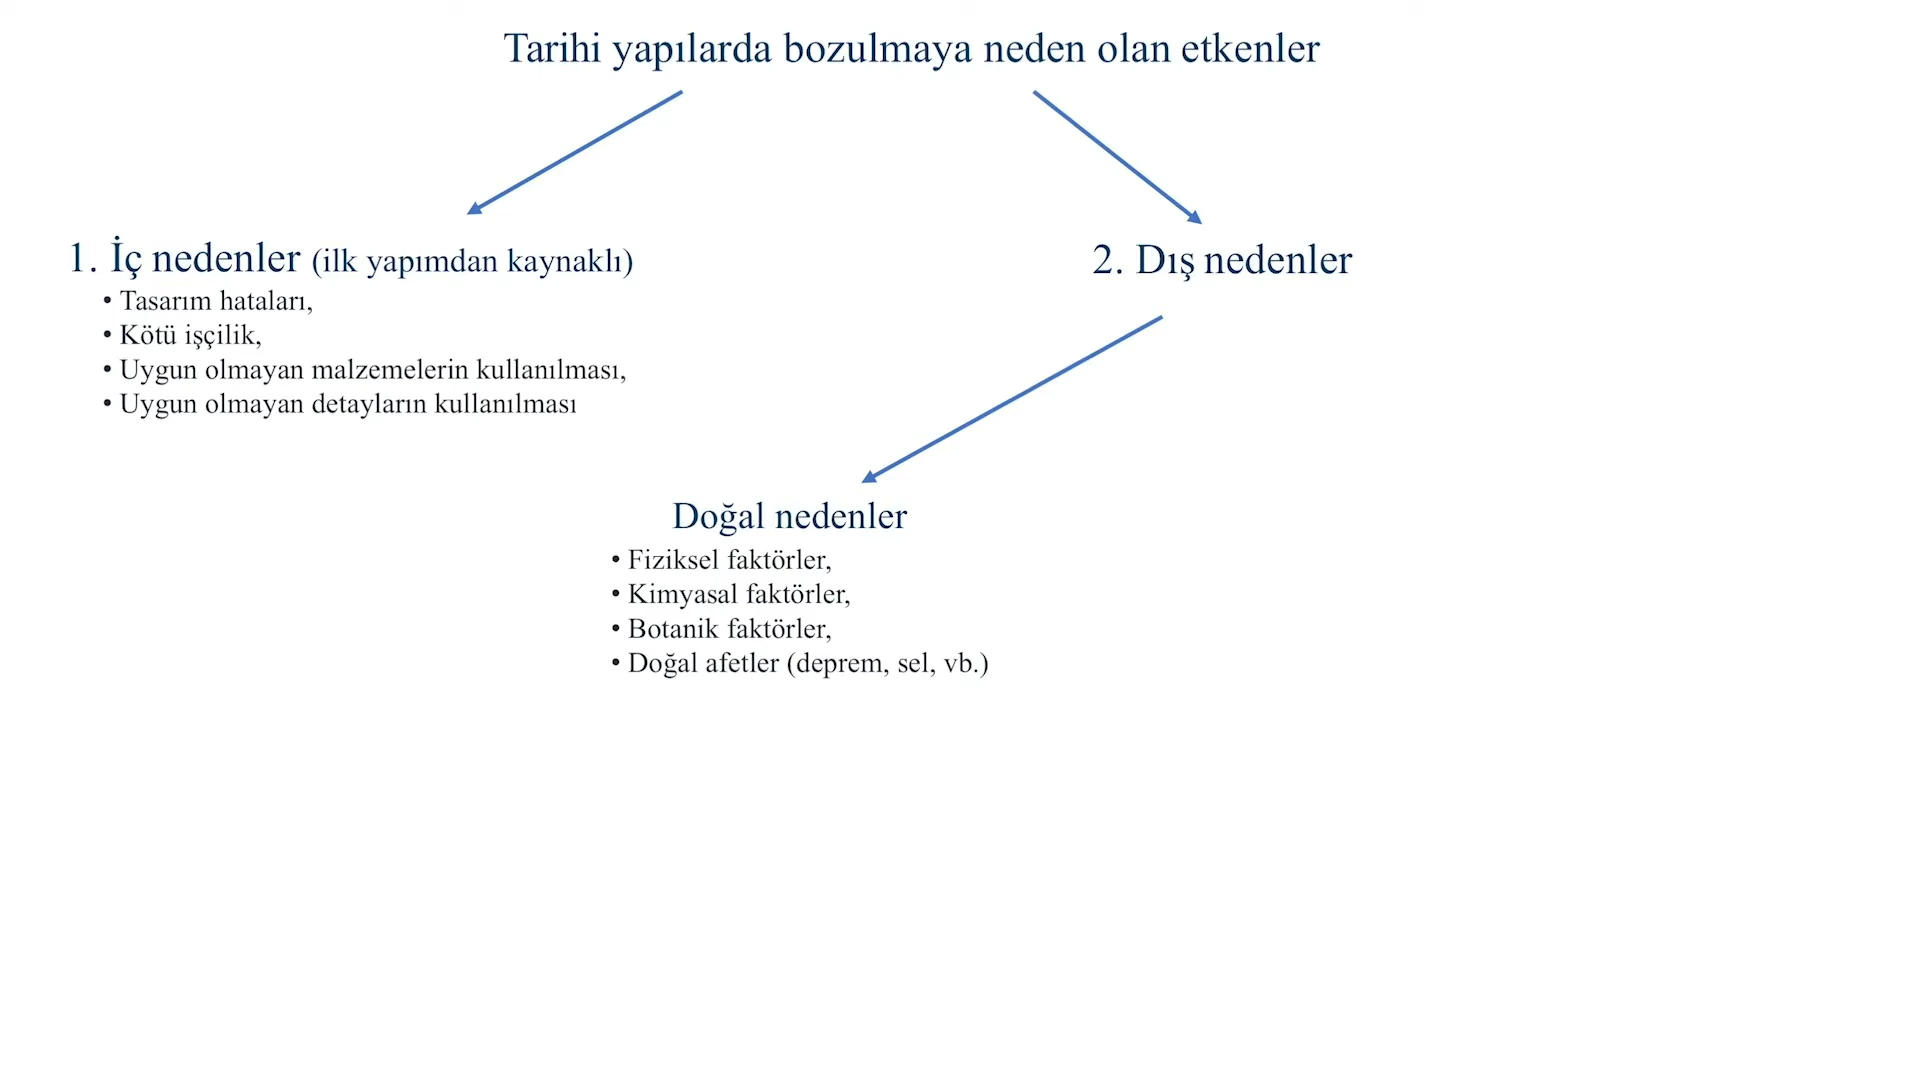 Tarihi yapılarda bozulmaya neden olan etkenler
1. İç nedenler (ilk yapımdan kaynaklı)
• Tasarım hataları,
• Kötü işçilik,
• Uygun olmayan malzemelerin kullanılması,
• Uygun olmayan detayların kullanılması
2. Dış nedenler
Doğal nedenler
• Fiziksel faktörler,
• Kimyasal faktörler,
• Botanik faktörler,
• Doğal afetler (deprem, sel, vb.)